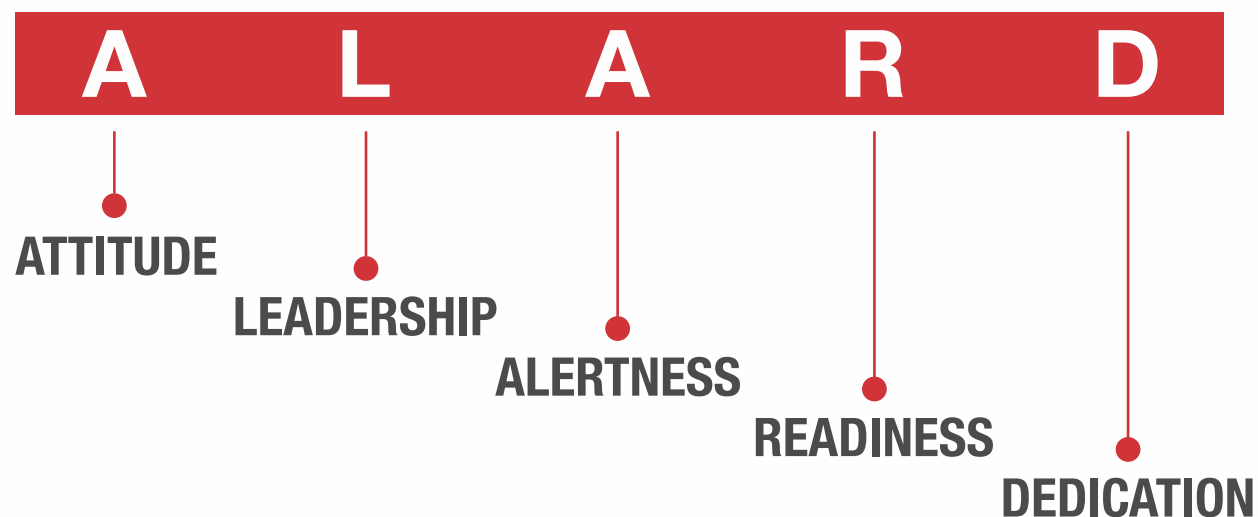 A L A R D
ATTITUDE
LEADERSHIP
ALERTNESS
READINESS
DEDICATION